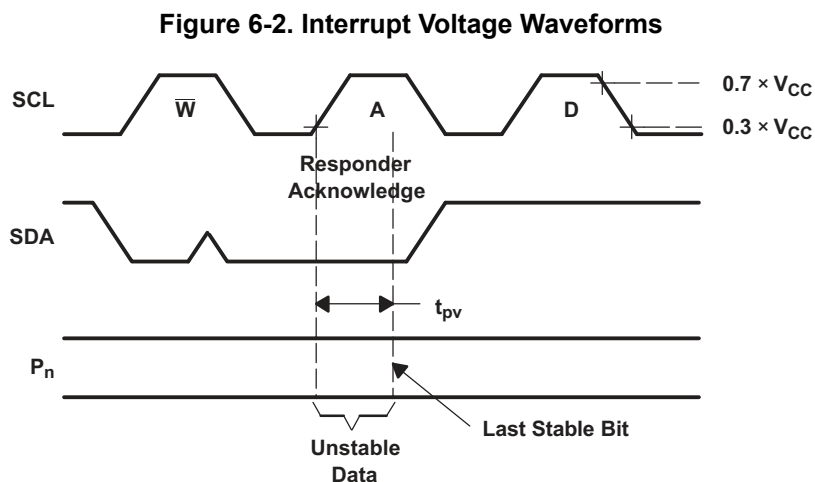 Figure 6-2. Interrupt Voltage Waveforms
SCL
W̅
A
D
0.7 × VCC
0.3 × VCC
Responder
Acknowledge
SDA
tpv
Pn
Last Stable Bit
Unstable
Data